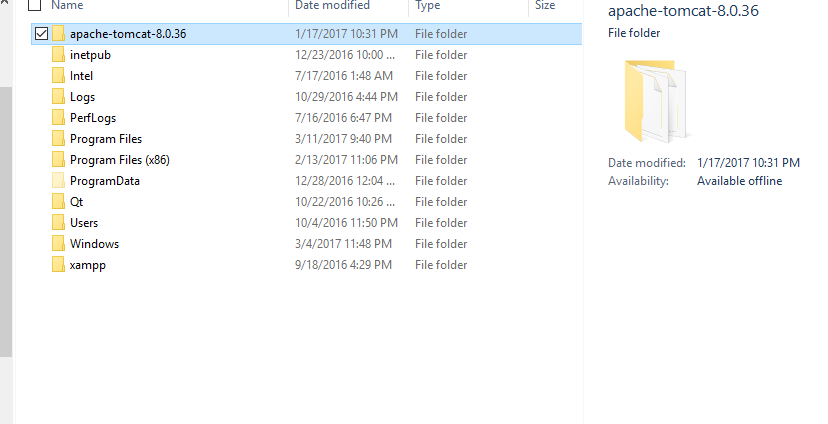 Name Date modified Type Size
apache-tomcat-8.0.36 1/17/2017 10:31 PM File folder
inetpub 12/23/2016 10:00 ... File folder
Intel 7/17/2016 1:48 AM File folder
Logs 10/29/2016 4:44 PM File folder
PerfLogs 7/16/2016 6:47 PM File folder
Program Files 3/11/2017 9:40 PM File folder
Program Files (x86) 2/13/2017 11:06 PM File folder
ProgramData 12/28/2016 12:04 ... File folder
Qt 10/22/2016 10:26 ... File folder
Users 10/4/2016 11:50 PM File folder
Windows 3/4/2017 11:48 PM File folder
xampp 9/18/2016 4:29 PM File folder
apache-tomcat-8.0.36
File folder
Date modified: 1/17/2017 10:31 PM
Availability: Available offline